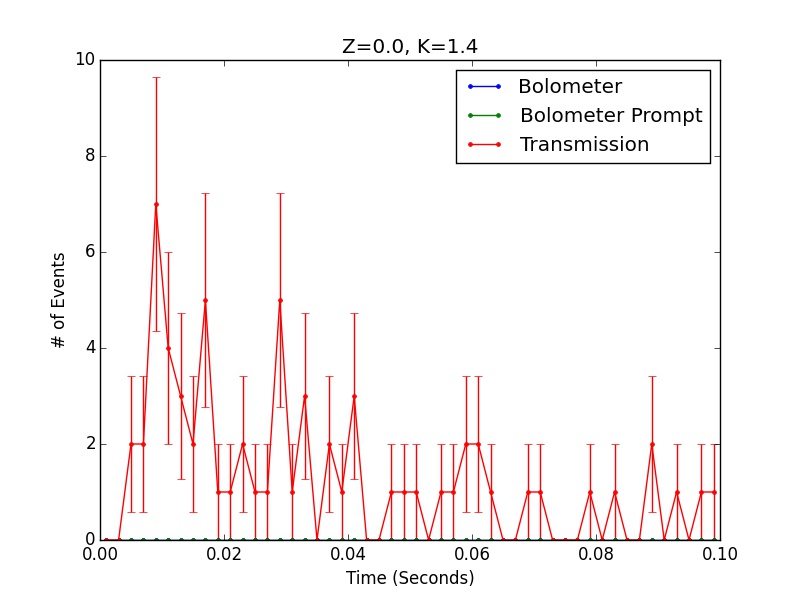 Z=0.0, K=1.4
10
8
6
4
2
0
# of Events
Bolometer
Bolometer Prompt
Transmission
0.00 0.02 0.04 0.06 0.08 0.10
Time (Seconds)